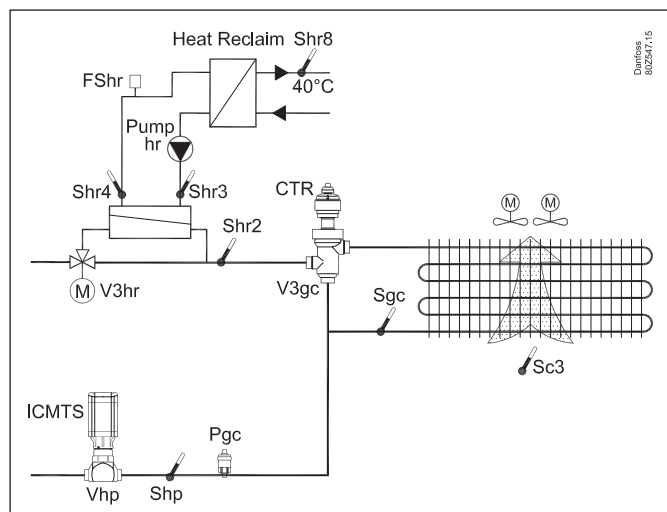 Heat Reclaim
Shr8
Danfoss
80Z547.15
FShr
40°C
Pump
hr
Shr4
Shr3
CTR
M
M
Shr2
M
V3hr
V3gc
Sgc
Sc3
ICMTS
Pgc
Vhp
Shp